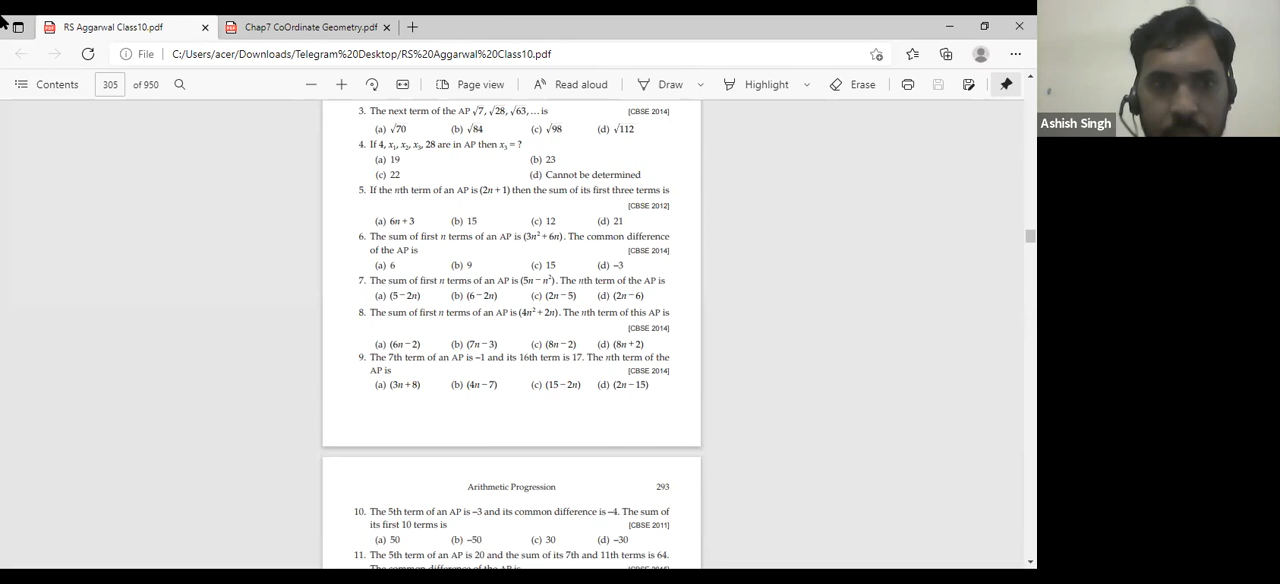 RS Aggarwal Class10.pdf
Chap7 CoOrdinate Geometry.pdf
File C:/Users/acer/Downloads/Telegram%20Desktop/RS%20Aggarwal%20Class10.pdf
Contents 305 of 950 Page view Read aloud Draw Highlight Erase
Ashish Singh
3. The next term of the AP √7, √28, √63, … is [CBSE 2014]
(a) √70 (b) √84 (c) √98 (d) √112
4. If 4, x₁, x₂, x₃, 28 are in AP then x₃ = ?
(a) 19 (b) 23
(c) 22 (d) Cannot be determined
5. If the nth term of an AP is (2n + 1) then the sum of its first three terms is
[CBSE 2012]
(a) 6n + 3 (b) 15 (c) 12 (d) 21
6. The sum of first n terms of an AP is (3n² + 6n). The common difference
of the AP is [CBSE 2014]
(a) 6 (b) 9 (c) 15 (d) −3
7. The sum of first n terms of an AP is (5n − n²). The nth term of the AP is
(a) (5 − 2n) (b) (6 − 2n) (c) (2n − 5) (d) (2n − 6)
8. The sum of first n terms of an AP is (4n² + 2n). The nth term of this AP is
[CBSE 2014]
(a) (6n − 2) (b) (7n − 3) (c) (8n − 2) (d) (8n + 2)
9. The 7th term of an AP is −1 and its 16th term is 17. The nth term of the
AP is [CBSE 2014]
(a) (3n + 8) (b) (4n − 7) (c) (15 − 2n) (d) (2n − 15)
Arithmetic Progression 293
10. The 5th term of an AP is −3 and its common difference is −4. The sum of
its first 10 terms is [CBSE 2011]
(a) 50 (b) −50 (c) 30 (d) −30
11. The 5th term of an AP is 20 and the sum of its 7th and 11th terms is 64.
The common difference of the AP is